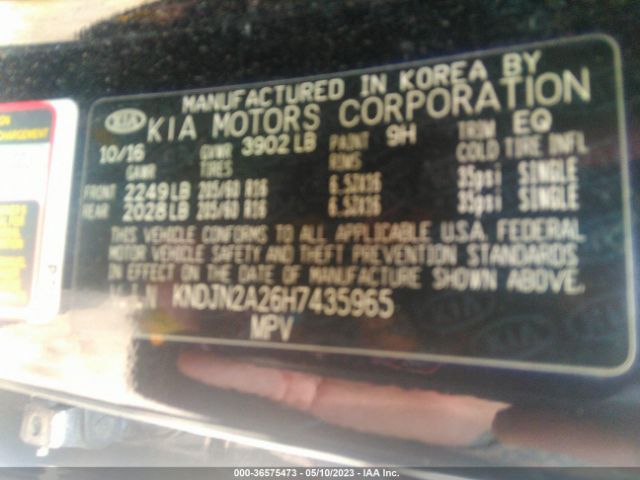 MANUFACTURED IN KOREA BY
KIA KIA MOTORS CORPORATION
10/16 GVWR 3902 LB PAINT 9H TRIM EQ
GAWR TIRES RIMS COLD TIRE INFL
FRONT 2249 LB 205/60 R16 6.5JX16 35psi SINGLE
REAR 2028 LB 205/60 R16 6.5JX16 35psi SINGLE
THIS VEHICLE CONFORMS TO ALL APPLICABLE U.S.A. FEDERAL
MOTOR VEHICLE SAFETY AND THEFT PREVENTION STANDARDS
IN EFFECT ON THE DATE OF MANUFACTURE SHOWN ABOVE.
V.I.N KNDJN2A26H7435965
MPV
000-36575473 - 05/10/2023 - IAA Inc.